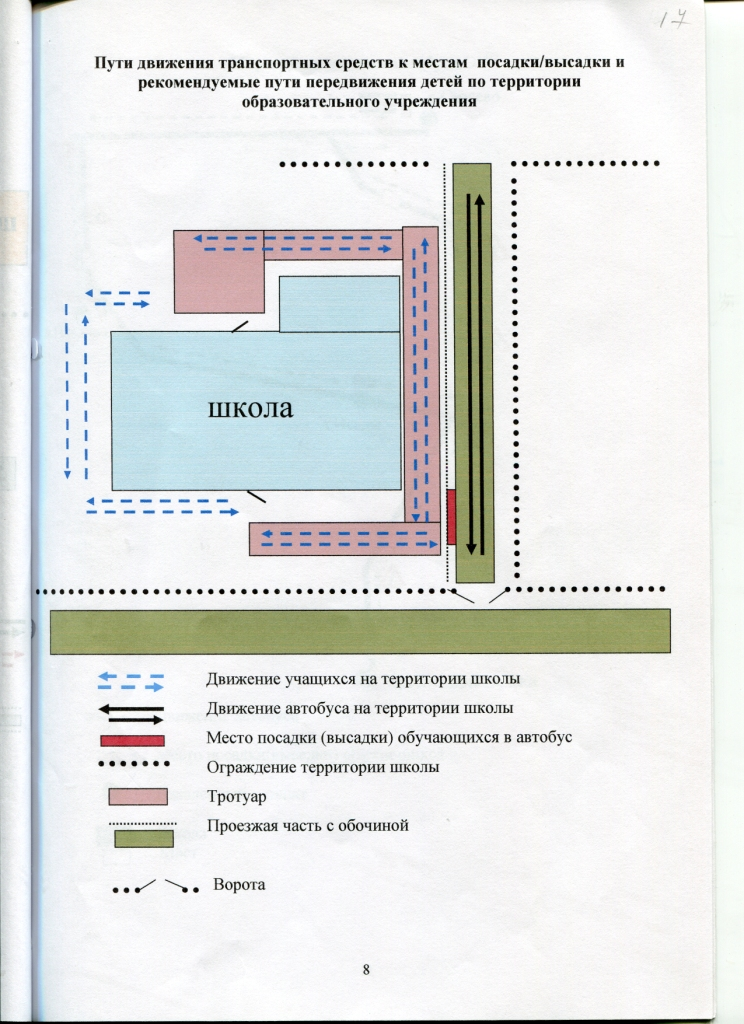 17
Пути движения транспортных средств к местам посадки/высадки и
рекомендуемые пути передвижения детей по территории
образовательного учреждения
школа
Движение учащихся на территории школы
Движение автобуса на территории школы
Место посадки (высадки) обучающихся в автобус
Ограждение территории школы
Тротуар
Проезжая часть с обочиной
Ворота
8